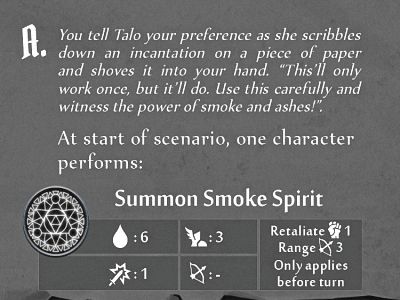 A. You tell Talo your preference as she scribbles
down an incantation on a piece of paper
and shoves it into your hand. “This’ll only
work once, but it’ll do. Use this carefully and
witness the power of smoke and ashes!”.
At start of scenario, one character
performs:
Summon Smoke Spirit
: 6 : 3 Retaliate 1
Range 3
: 1 : - Only applies
before turn